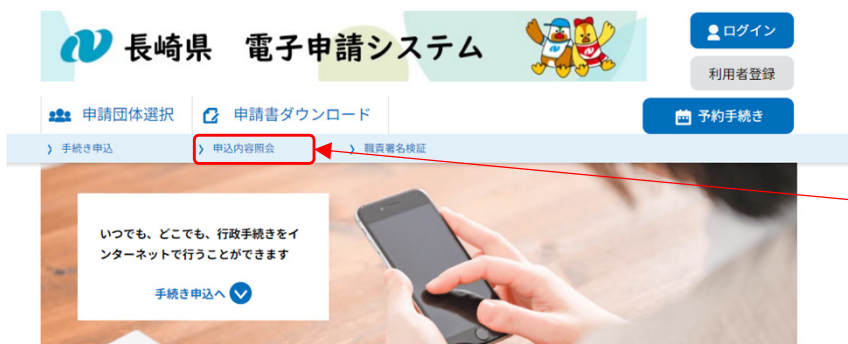 長崎県 電子申請システム
ログイン
利用者登録
申請団体選択
申請書ダウンロード
予約手続き
手続き申込
申込内容照会
職責署名検証
いつでも、どこでも、行政手続きをイ
ンターネットで行うことができます
手続き申込へ